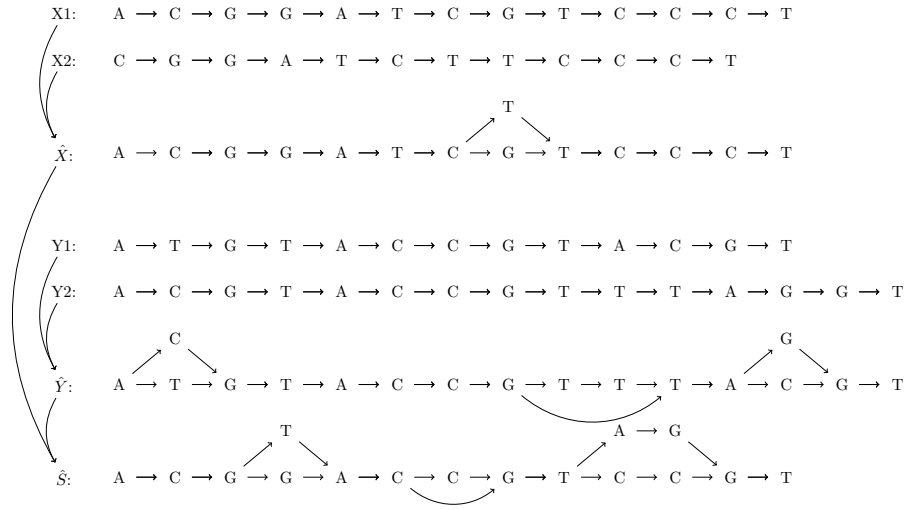 X1: A → C → G → G → A → T → C → G → T → C → C → C → T
X2: C → G → G → A → T → C → T → T → C → C → C → T
T
X̂: A → C → G → G → A → T → C → G → T → C → C → C → T
Y1: A → T → G → T → A → C → C → G → T → A → C → G → T
Y2: A → C → G → T → A → C → C → G → T → T → T → A → G → G → T
C G
Ŷ: A → T → G → T → A → C → C → G → T → T → T → A → C → G → T
T A → G
Ŝ: A → C → G → G → A → C → C → G → T → C → C → G → T